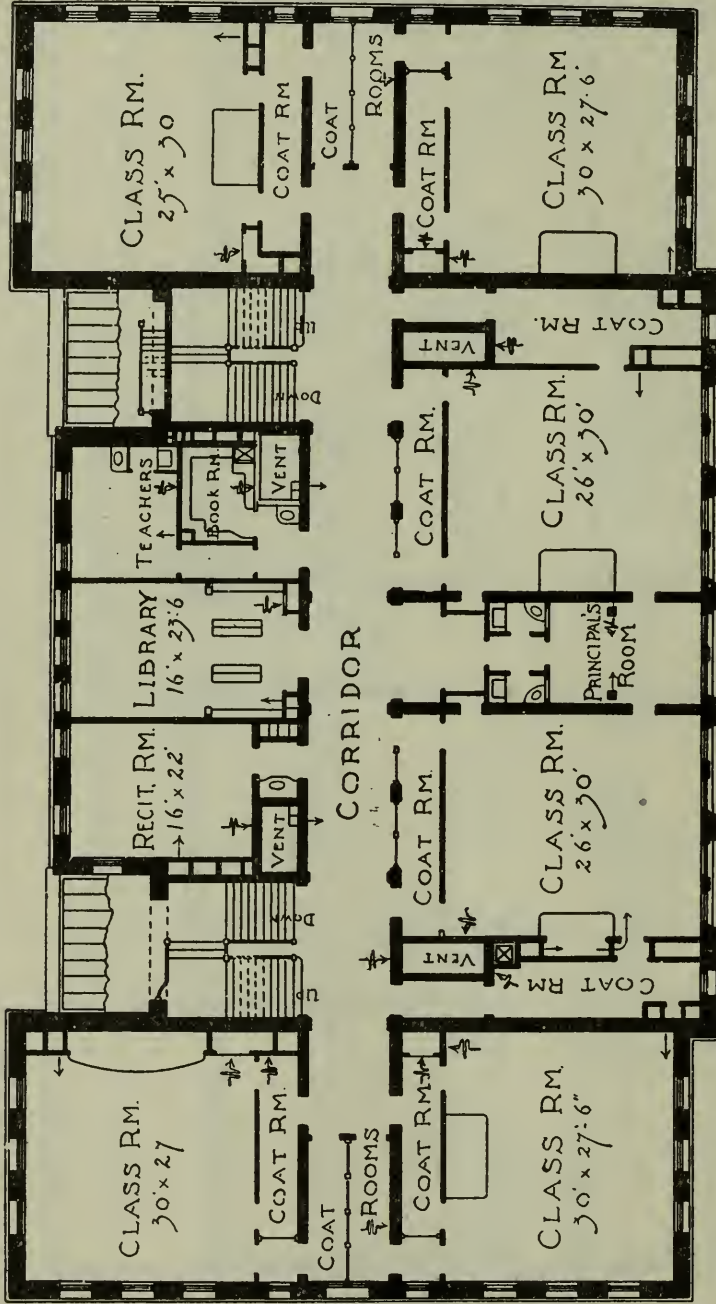 CLASS RM.
25' x 30
COAT RM
COAT
ROOMS
COAT RM
CLASS RM
30 x 27-6"
UP
DOWN
VENT
COAT RM.
TEACHERS
BOOK RM.
VENT
COAT RM.
CLASS RM.
26' x 30'
LIBRARY
16' x 23'-6
PRINCIPAL'S
ROOM
CORRIDOR
RECIT. RM.
16' x 22'
VENT
COAT RM.
CLASS RM.
26' x 30'
DOWN
UP
VENT
COAT RM
CLASS RM.
30' x 27
COAT RM.
COAT
ROOMS
COAT RM
CLASS RM.
30' x 27'-6"